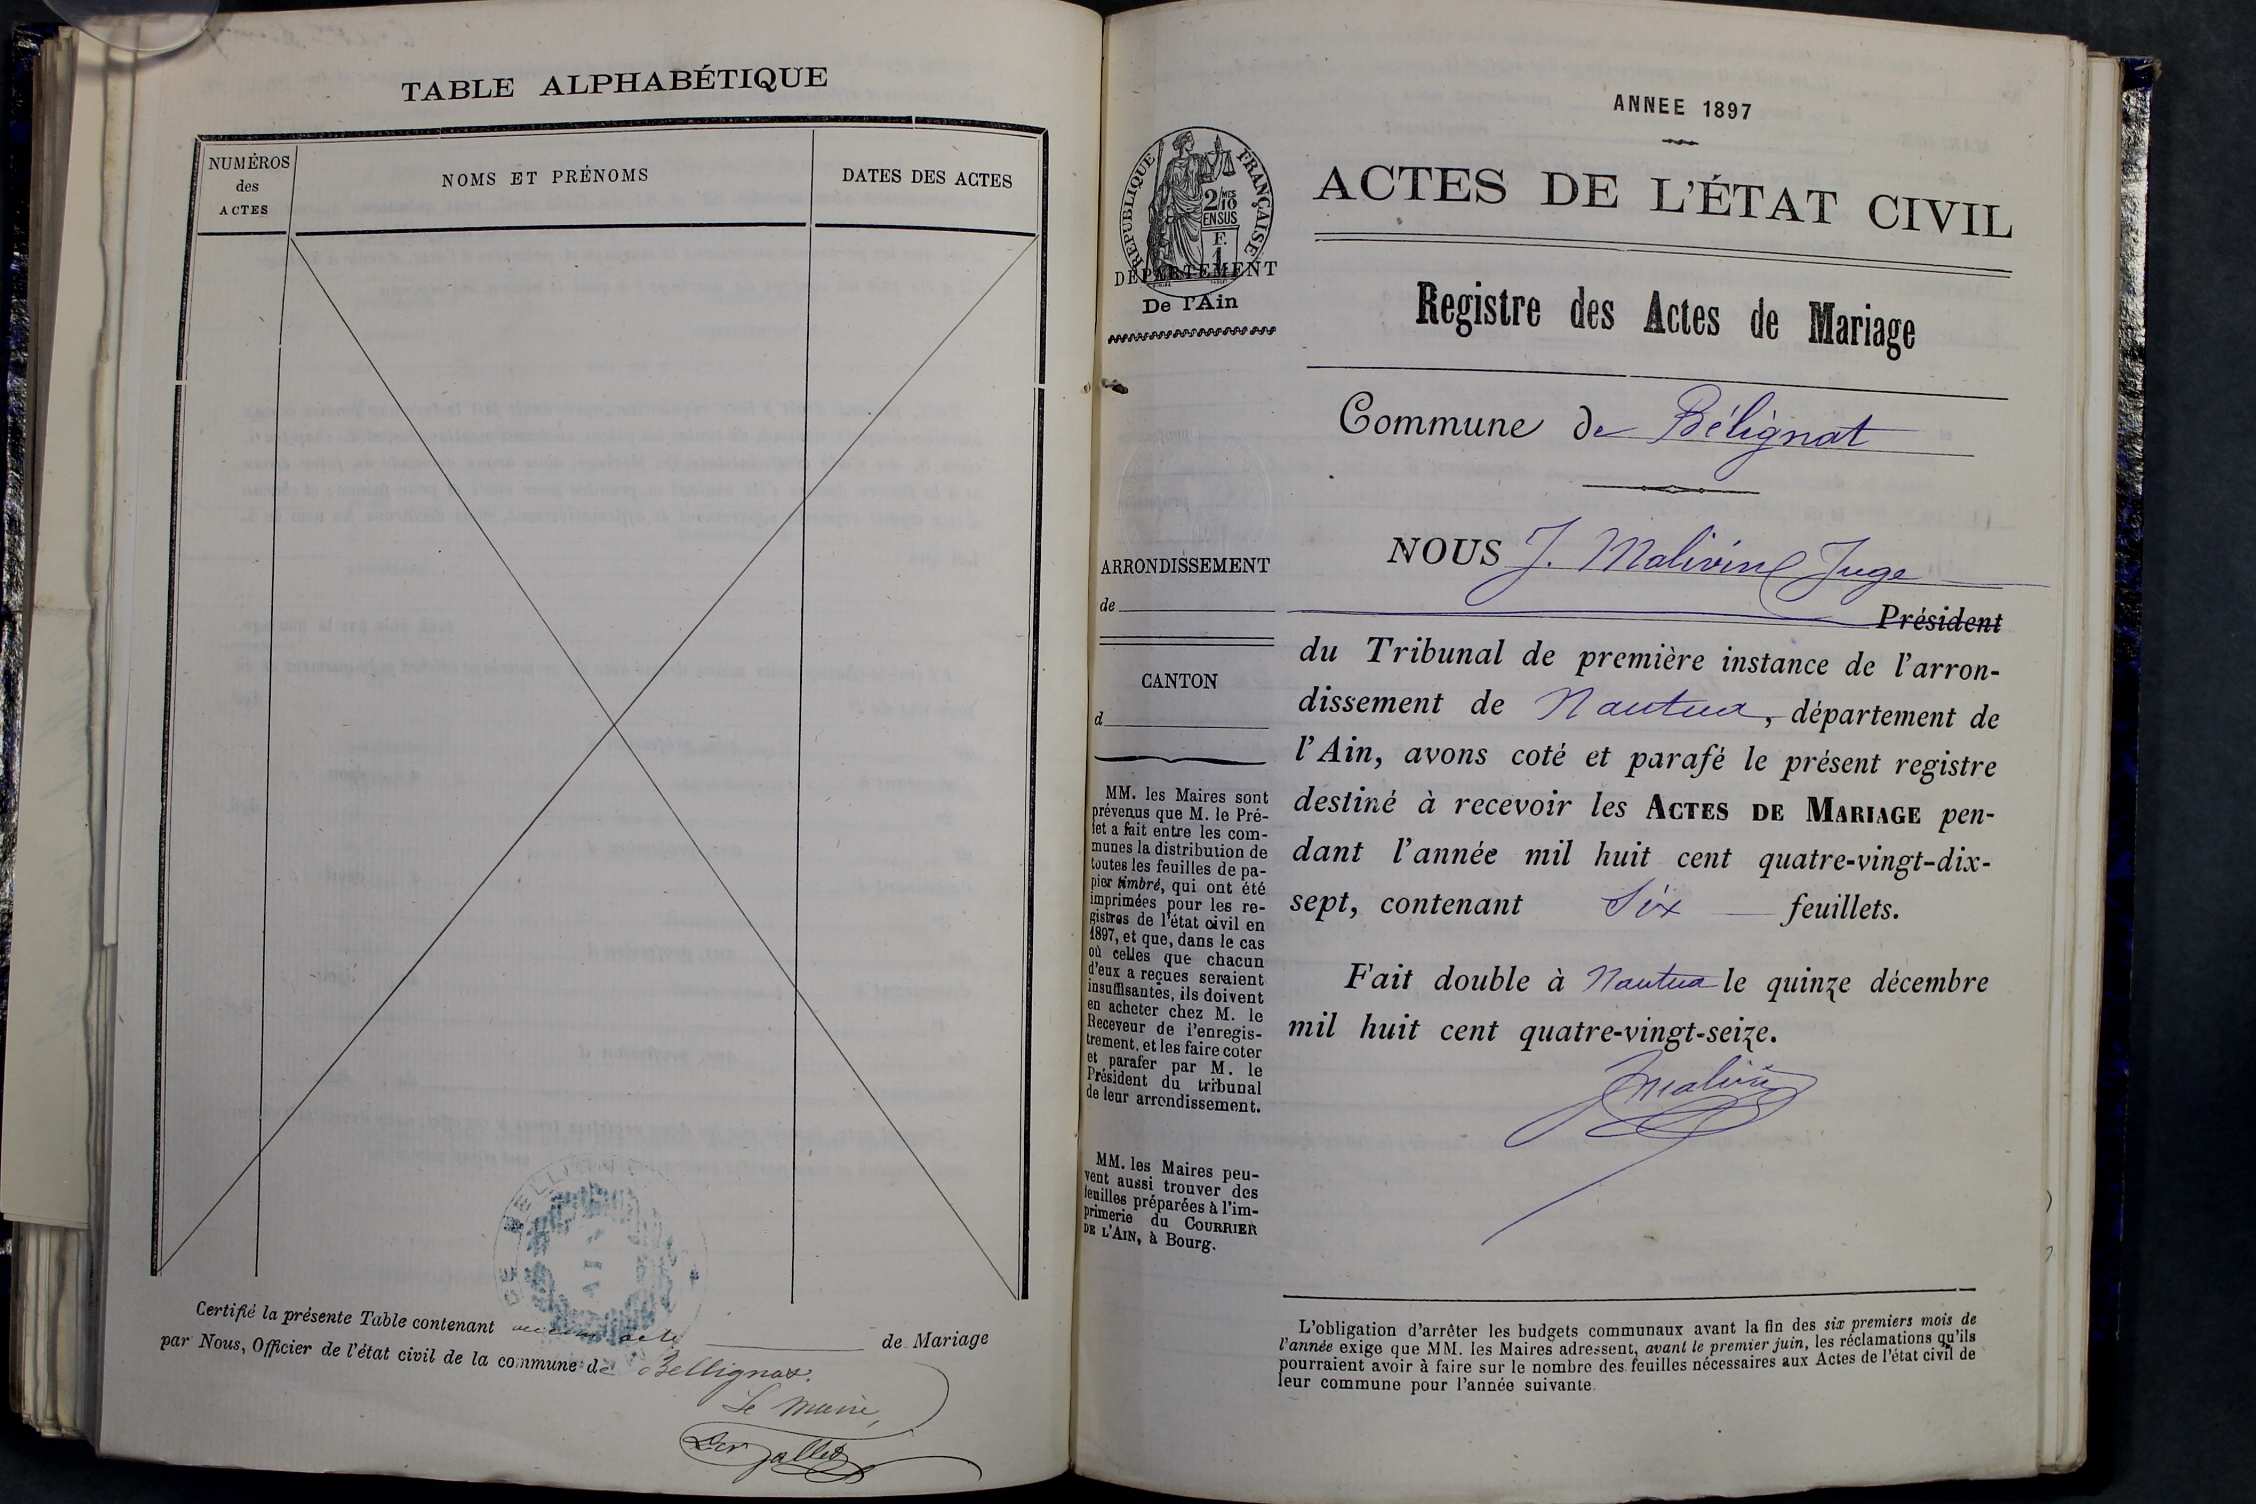 TABLE ALPHABÉTIQUE
NUMÉROS
des
ACTES
NOMS ET PRÉNOMS
DATES DES ACTES
Certifié la présente Table contenant aucun acte de Mariage
par Nous, Officier de l'état civil de la commune de Bellignat.
Le Maire,
ANNEE 1897
RÉPUBLIQUE FRANÇAISE
2/10 MES
EN SUS
F.
1
DÉPARTEMENT
De l'Ain
ACTES DE L'ÉTAT CIVIL
Registre des Actes de Mariage
Commune de Bélignat
ARRONDISSEMENT
de
CANTON
d
MM. les Maires sont
prévenus que M. le Pré-
fet a fait entre les com-
munes la distribution de
toutes les feuilles de pa-
pier timbré, qui ont été
imprimées pour les re-
gistres de l'état civil en
1897, et que, dans le cas
où celles que chacun
d'eux a reçues seraient
insuffisantes, ils doivent
en acheter chez M. le
Receveur de l'enregis-
trement, et les faire coter
et parafer par M. le
Président du tribunal
de leur arrondissement.
MM. les Maires peu-
vent aussi trouver des
feuilles préparées à l'im-
primerie du COURRIER
DE L'AIN, à Bourg.
NOUS J. Malivin Juge
Président
du Tribunal de première instance de l'arron-
dissement de Nantua, département de
l'Ain, avons coté et parafé le présent registre
destiné à recevoir les ACTES DE MARIAGE pen-
dant l'année mil huit cent quatre-vingt-dix-
sept, contenant Six feuillets.
Fait double à Nantua le quinze décembre
mil huit cent quatre-vingt-seize.
JMalivin
L'obligation d'arrêter les budgets communaux avant la fin des six premiers mois de
l'année exige que MM. les Maires adressent, avant le premier juin, les réclamations qu'ils
pourraient avoir à faire sur le nombre des feuilles nécessaires aux Actes de l'état civil de
leur commune pour l'année suivante.